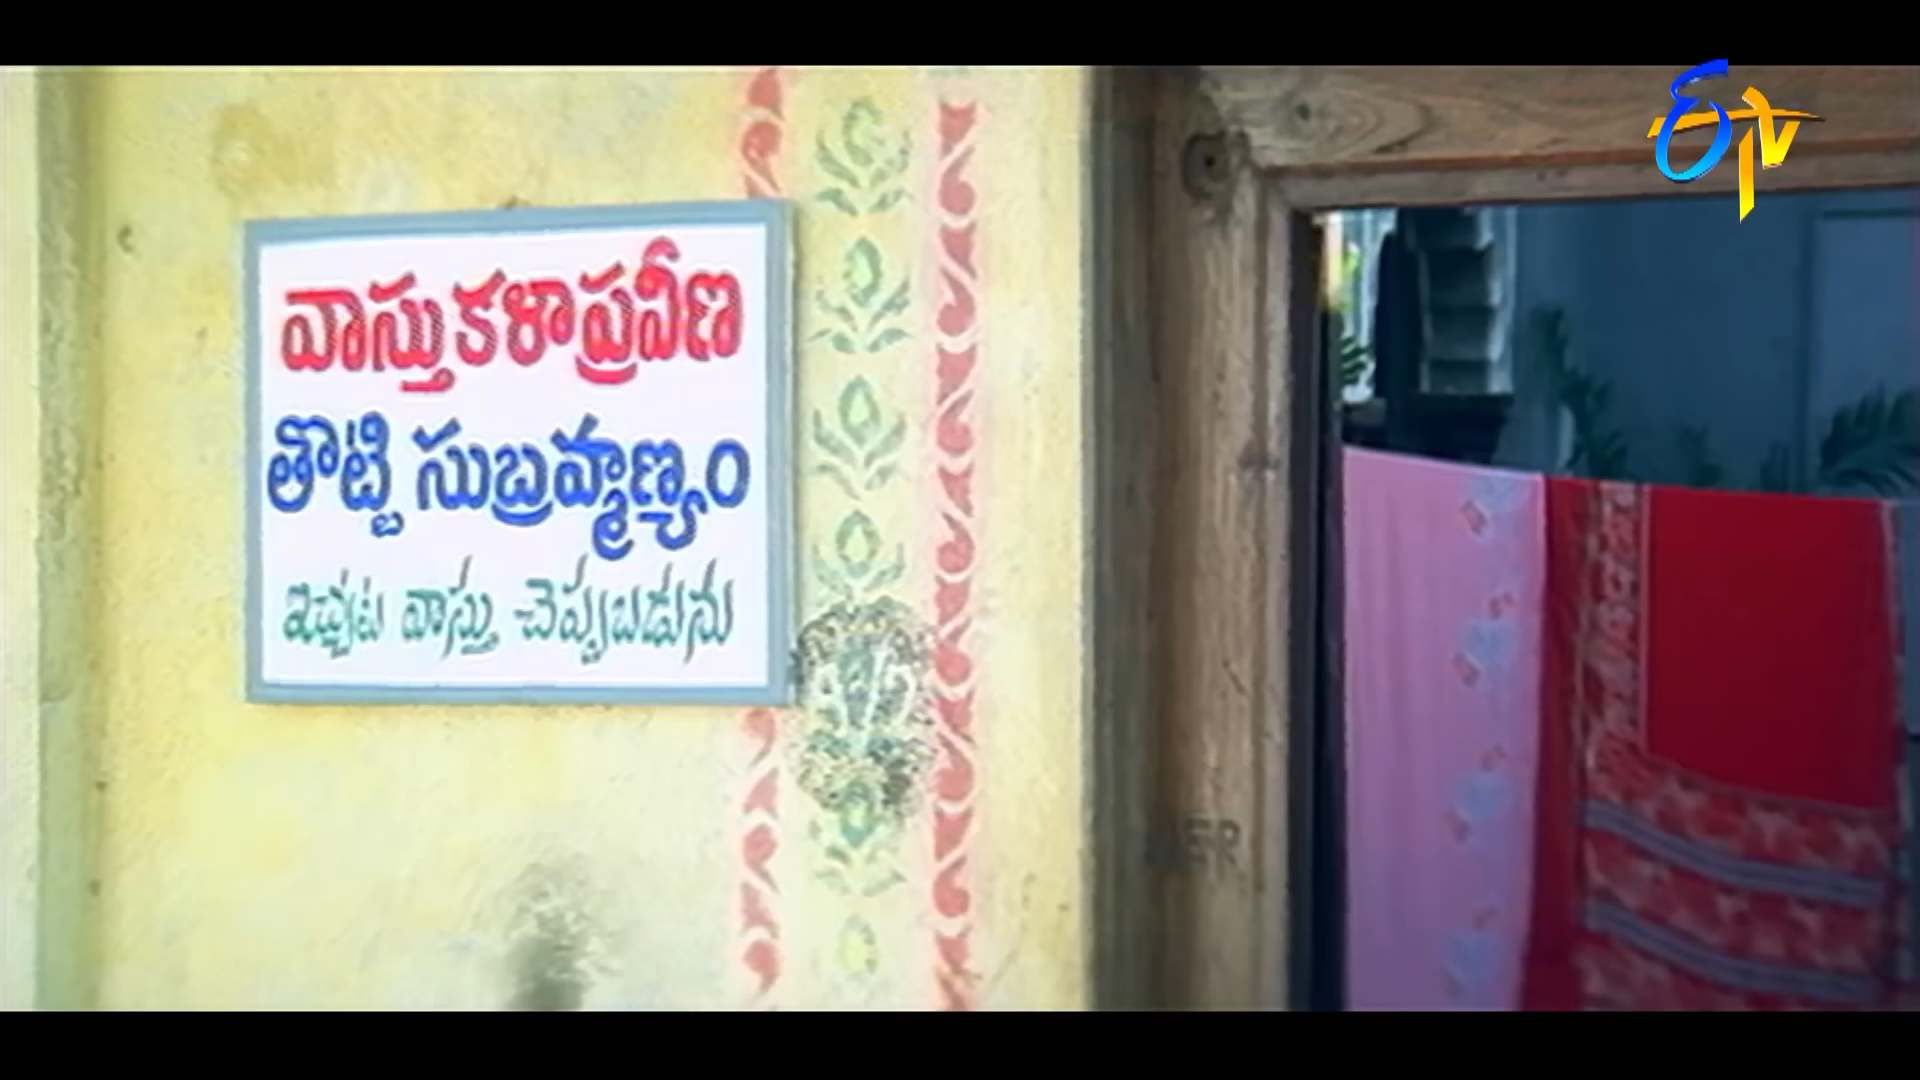 ETV
వాస్తుకళాప్రవీణ
తొట్టి సుబ్రహ్మణ్యం
ఇచ్చట వాస్తు చెప్పబడును